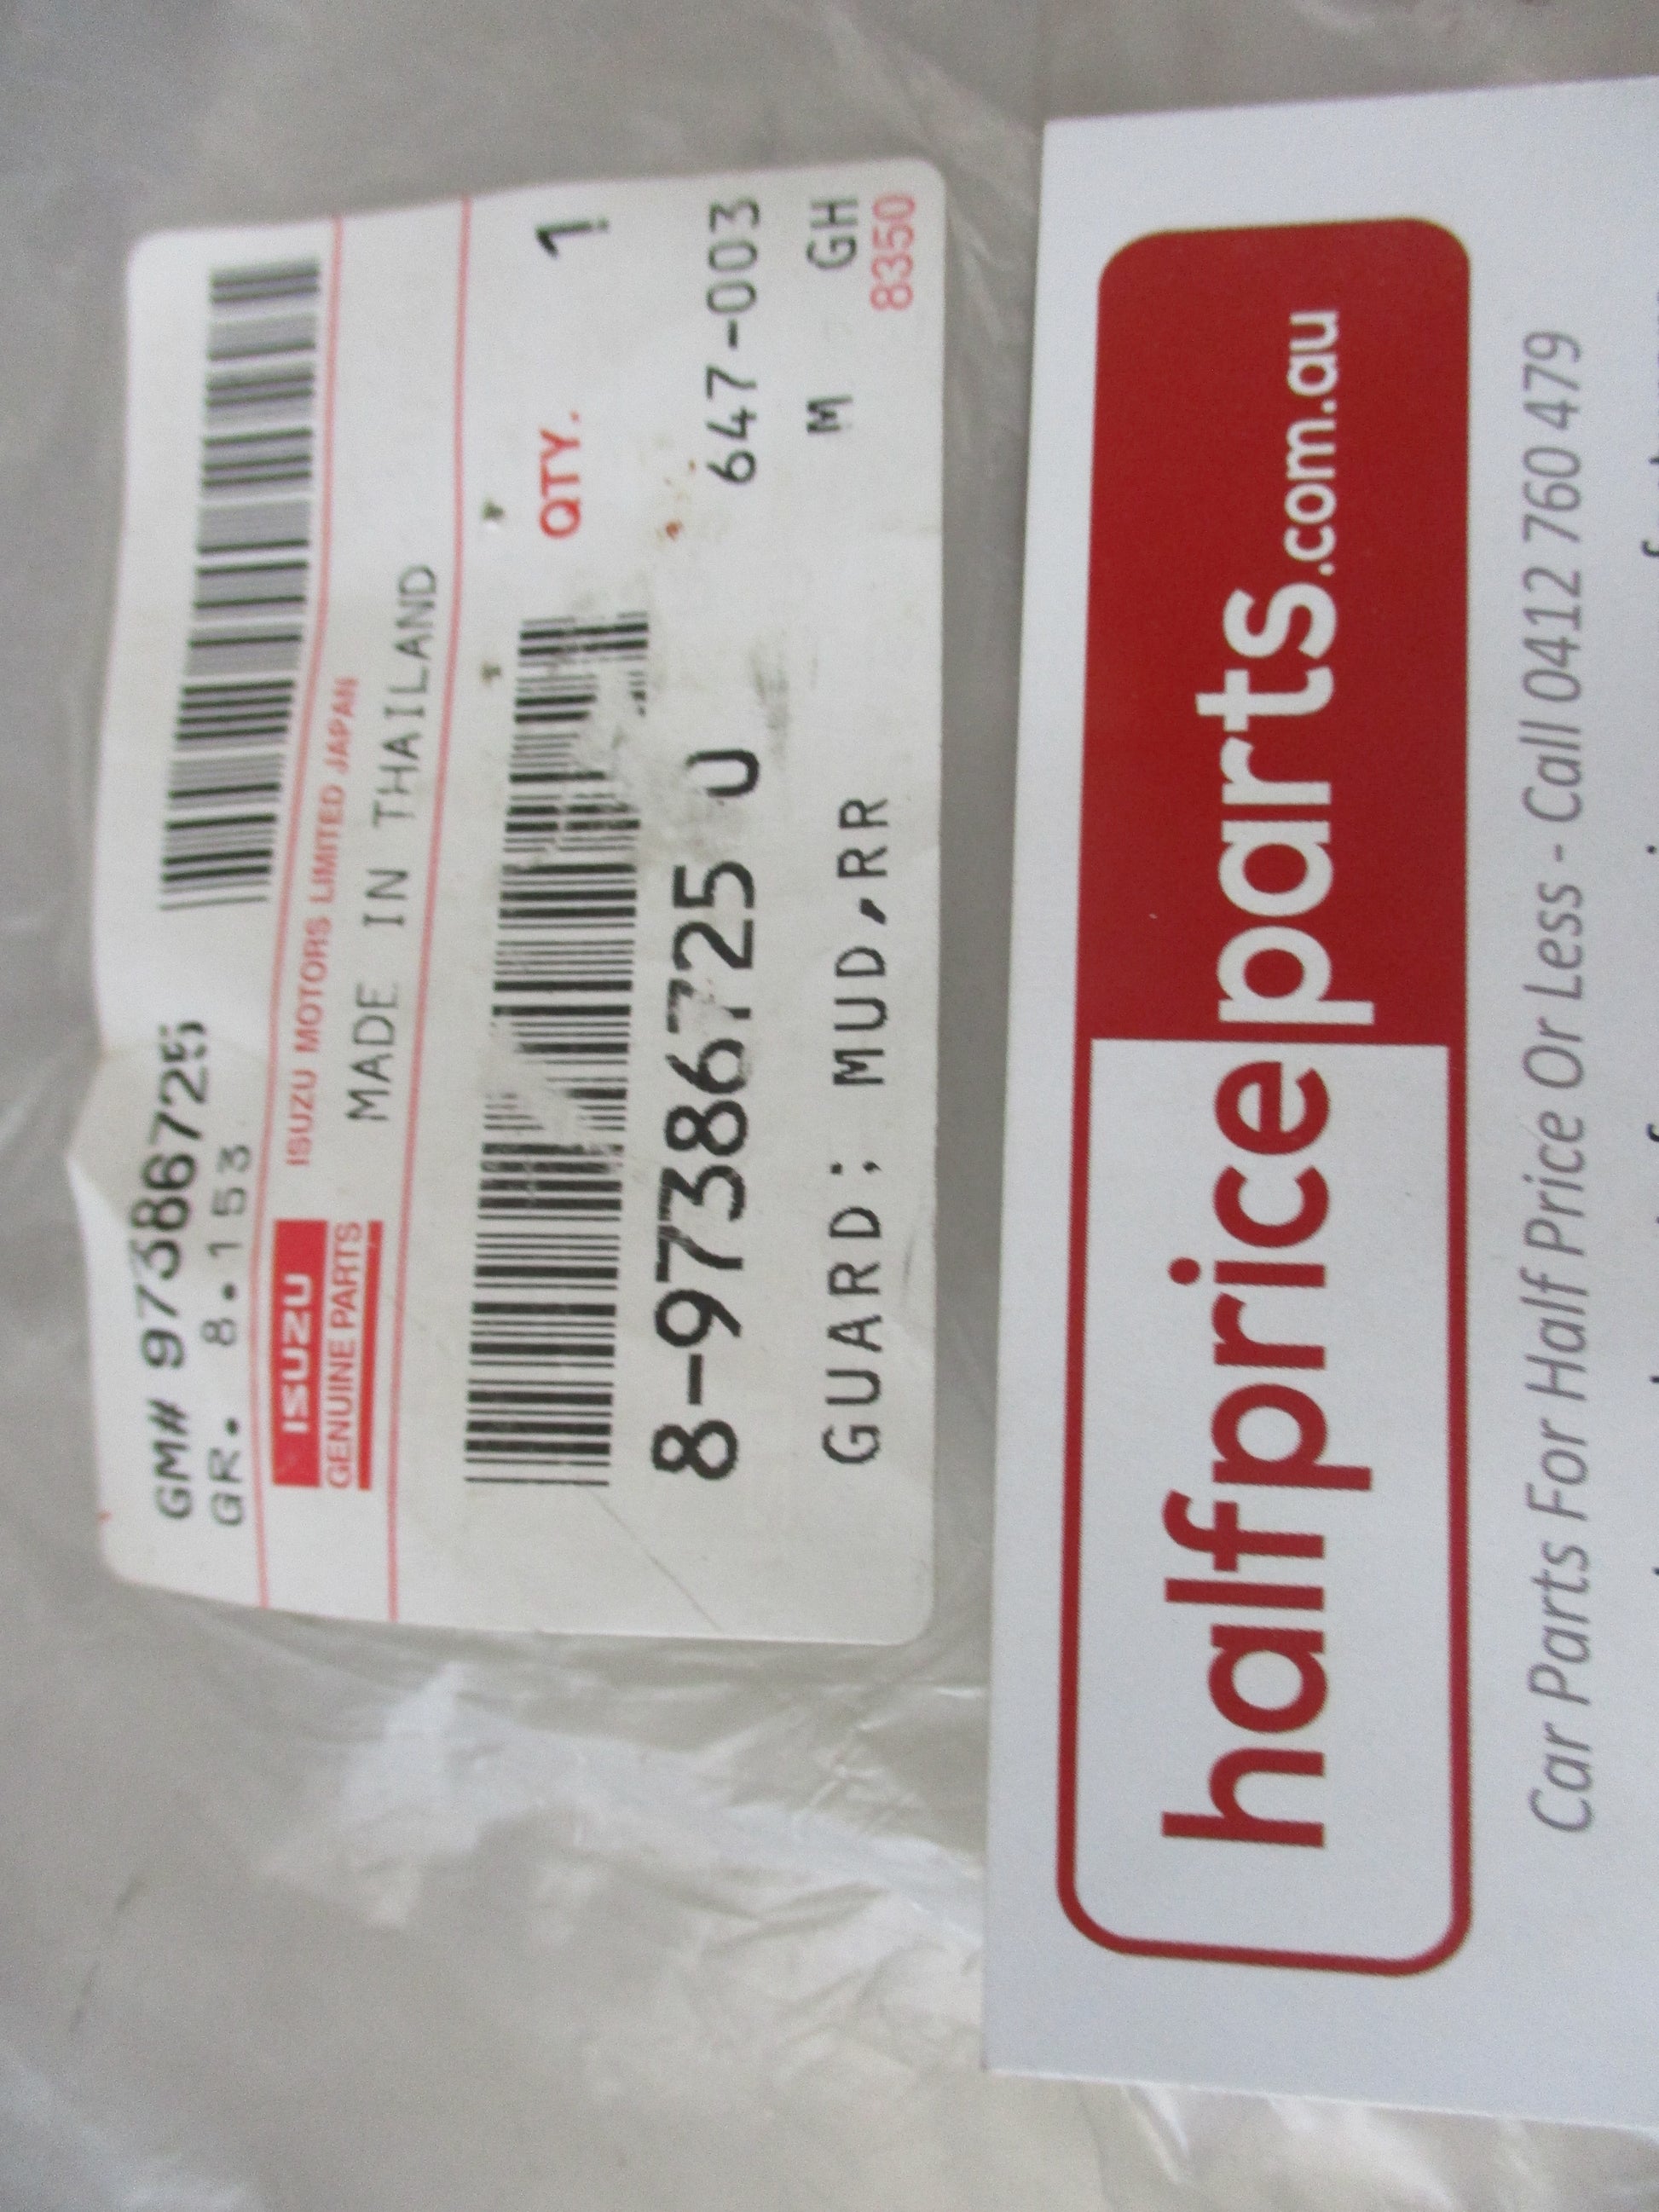 GM# 97386725
GR. 8.153
ISUZU
GENUINE PARTS
ISUZU MOTORS LIMITED JAPAN
MADE IN THAILAND
QTY. 1
8-97386725 0
647-003
GUARD; MUD,RR
M GH
8350
halfpriceparts.com.au
Car Parts For Half Price Or Less - Call 0412 760 479